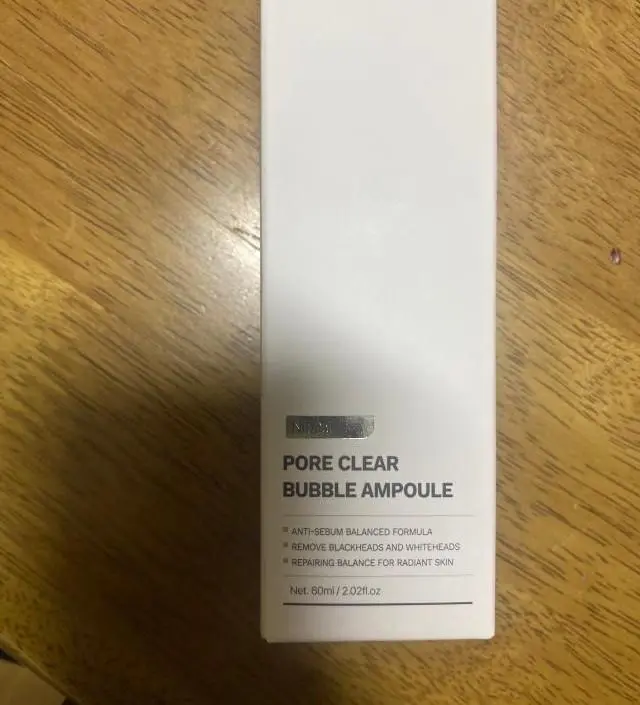 PORE CLEAR
BUBBLE AMPOULE
ANTI-SEBUM BALANCED FORMULA
REMOVE BLACKHEADS AND WHITEHEADS
REPAIRING BALANCE FOR RADIANT SKIN
Net. 60ml / 2.02fl.oz